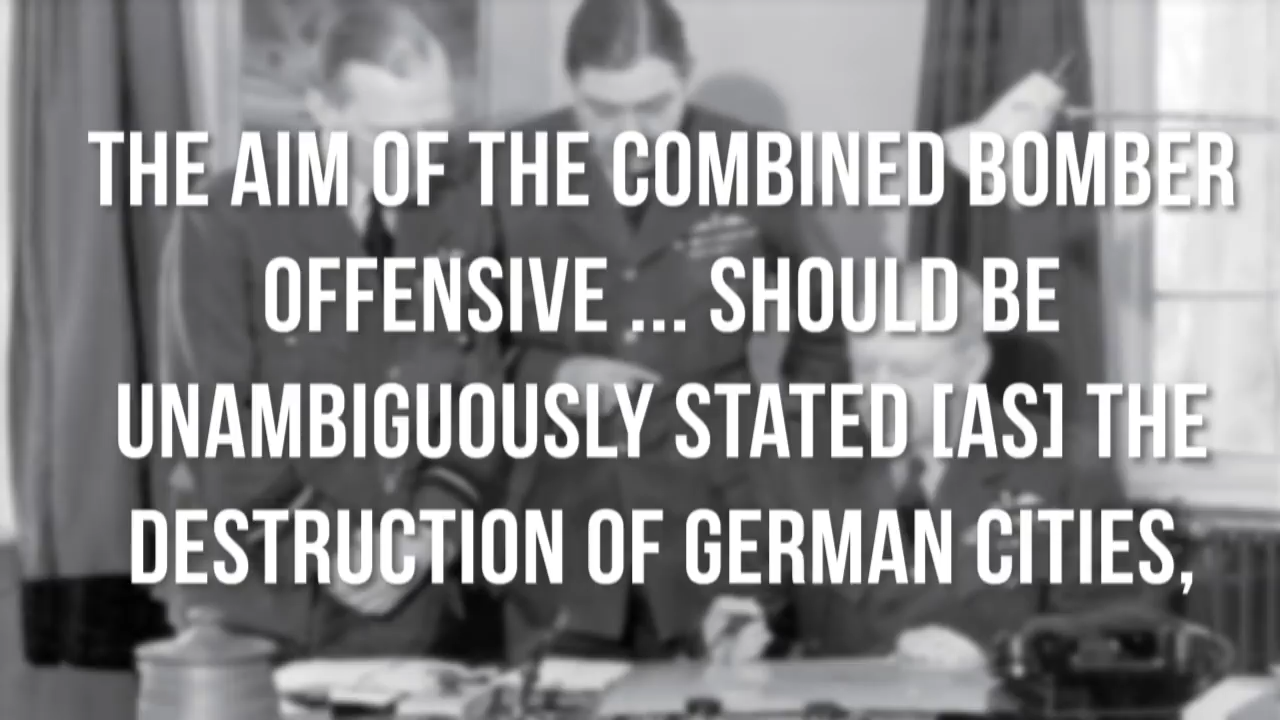 THE AIM OF THE COMBINED BOMBER
OFFENSIVE ... SHOULD BE
UNAMBIGUOUSLY STATED [AS] THE
DESTRUCTION OF GERMAN CITIES,